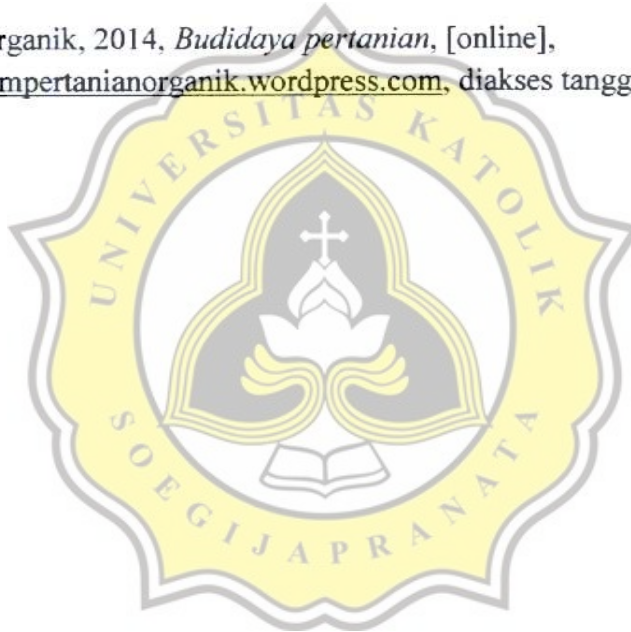 rganik, 2014, Budidaya pertanian, [online],
mpertanianorganik.wordpress.com, diakses tangg
UNIVERSITAS KATOLIK
SOEGIJAPRANATA